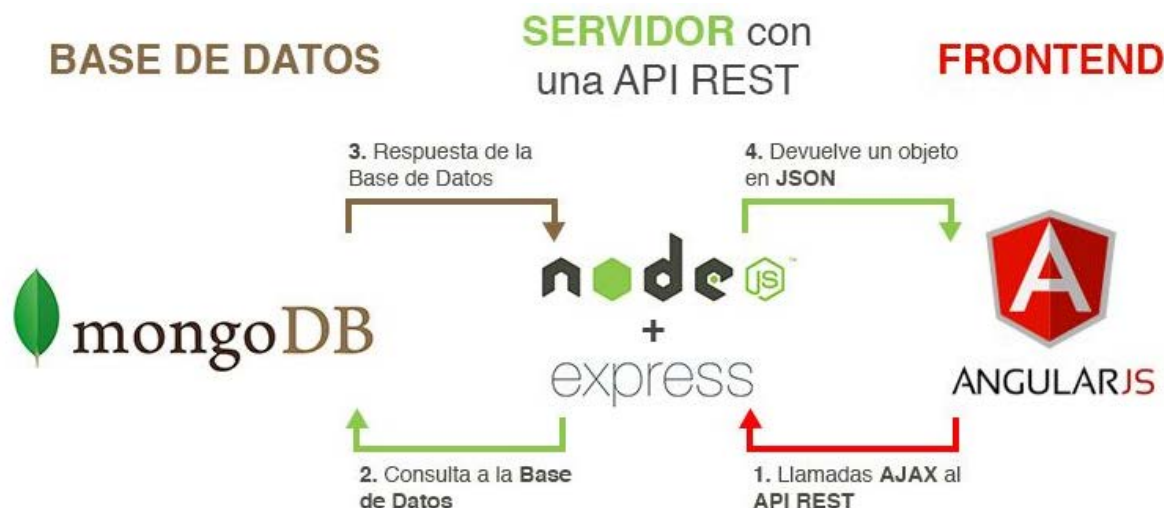 BASE DE DATOS
SERVIDOR con
una API REST
FRONTEND
3. Respuesta de la
Base de Datos
4. Devuelve un objeto
en JSON
mongoDB
node JS™
+
express
A
ANGULARJS
2. Consulta a la Base
de Datos
1. Llamadas AJAX al
API REST